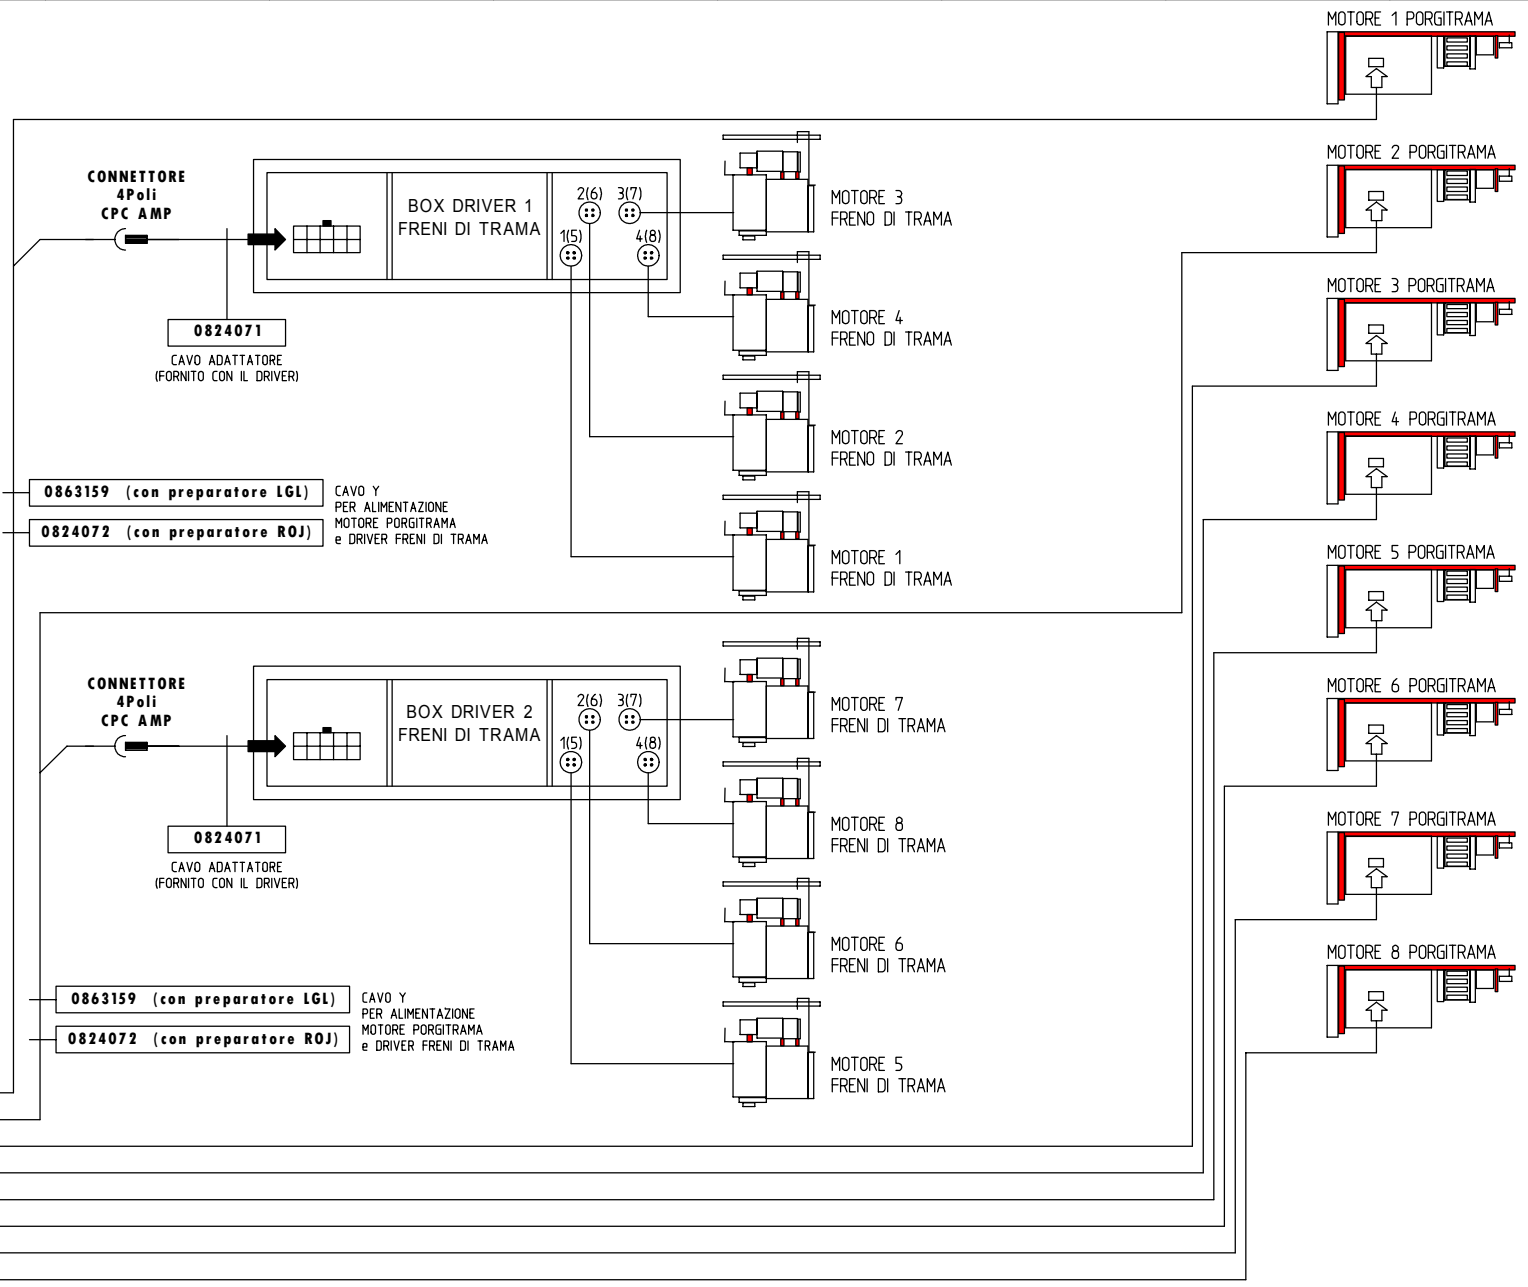 MOTORE 1 PORGITRAMA
CONNETTORE
4Poli
CPC AMP
BOX DRIVER 1
FRENI DI TRAMA
2(6)
3(7)
1(5)
4(8)
MOTORE 3
FRENO DI TRAMA
MOTORE 2 PORGITRAMA
0824071
CAVO ADATTATORE
(FORNITO CON IL DRIVER)
MOTORE 4
FRENO DI TRAMA
MOTORE 3 PORGITRAMA
MOTORE 2
FRENO DI TRAMA
MOTORE 4 PORGITRAMA
0863159 (con preparatore LGL)
0824072 (con preparatore ROJ)
CAVO Y
PER ALIMENTAZIONE
MOTORE PORGITRAMA
e DRIVER FRENI DI TRAMA
MOTORE 1
FRENO DI TRAMA
MOTORE 5 PORGITRAMA
CONNETTORE
4Poli
CPC AMP
BOX DRIVER 2
FRENI DI TRAMA
2(6)
3(7)
1(5)
4(8)
MOTORE 7
FRENI DI TRAMA
MOTORE 6 PORGITRAMA
0824071
CAVO ADATTATORE
(FORNITO CON IL DRIVER)
MOTORE 8
FRENI DI TRAMA
MOTORE 7 PORGITRAMA
MOTORE 6
FRENI DI TRAMA
MOTORE 8 PORGITRAMA
0863159 (con preparatore LGL)
0824072 (con preparatore ROJ)
CAVO Y
PER ALIMENTAZIONE
MOTORE PORGITRAMA
e DRIVER FRENI DI TRAMA
MOTORE 5
FRENI DI TRAMA